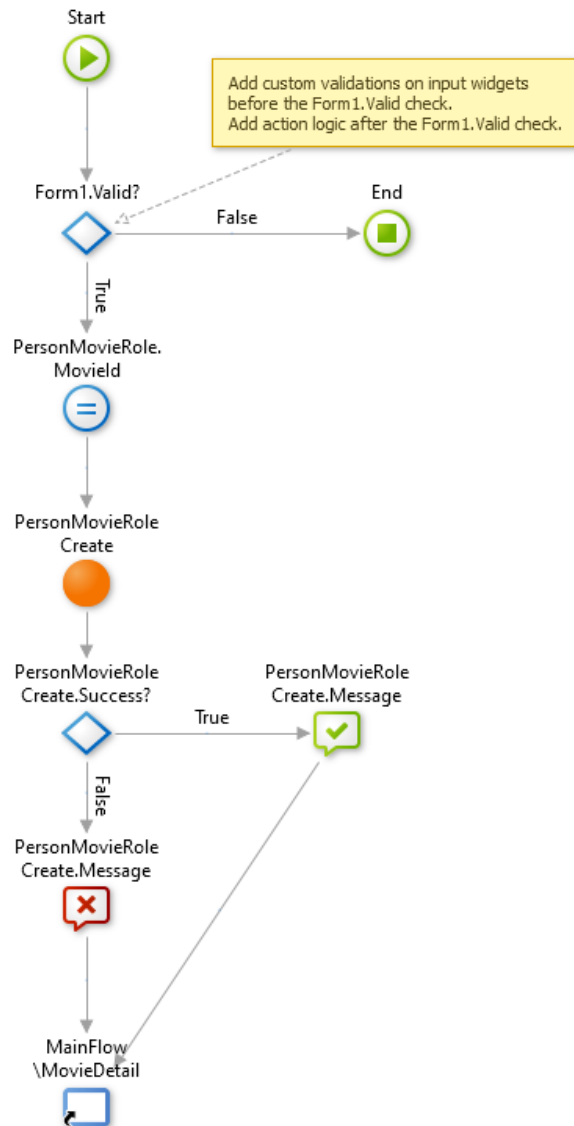 Start
Add custom validations on input widgets
before the Form1.Valid check.
Add action logic after the Form1.Valid check.
Form1.Valid?
False
End
True
PersonMovieRole.
MovieId
PersonMovieRole
Create
PersonMovieRole
Create.Success?
True
PersonMovieRole
Create.Message
False
PersonMovieRole
Create.Message
MainFlow
\MovieDetail